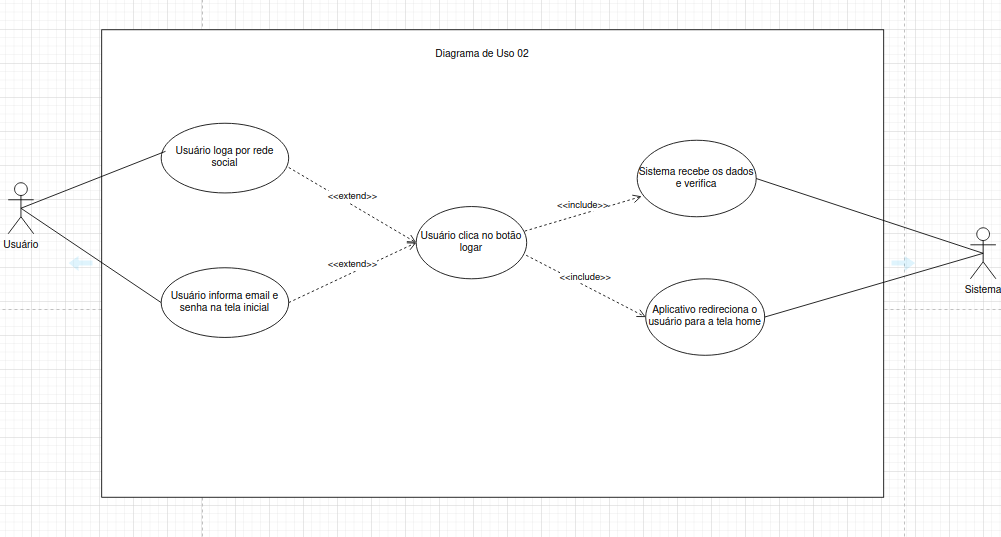 Diagrama de Uso 02
Usuário loga por rede
social
<<extend>>
Usuário
Usuário informa email e
senha na tela inicial
<<extend>>
Usuário clica no botão
logar
<<include>>
Sistema recebe os dados
e verifica
<<include>>
Aplicativo redireciona o
usuário para a tela home
Sistema